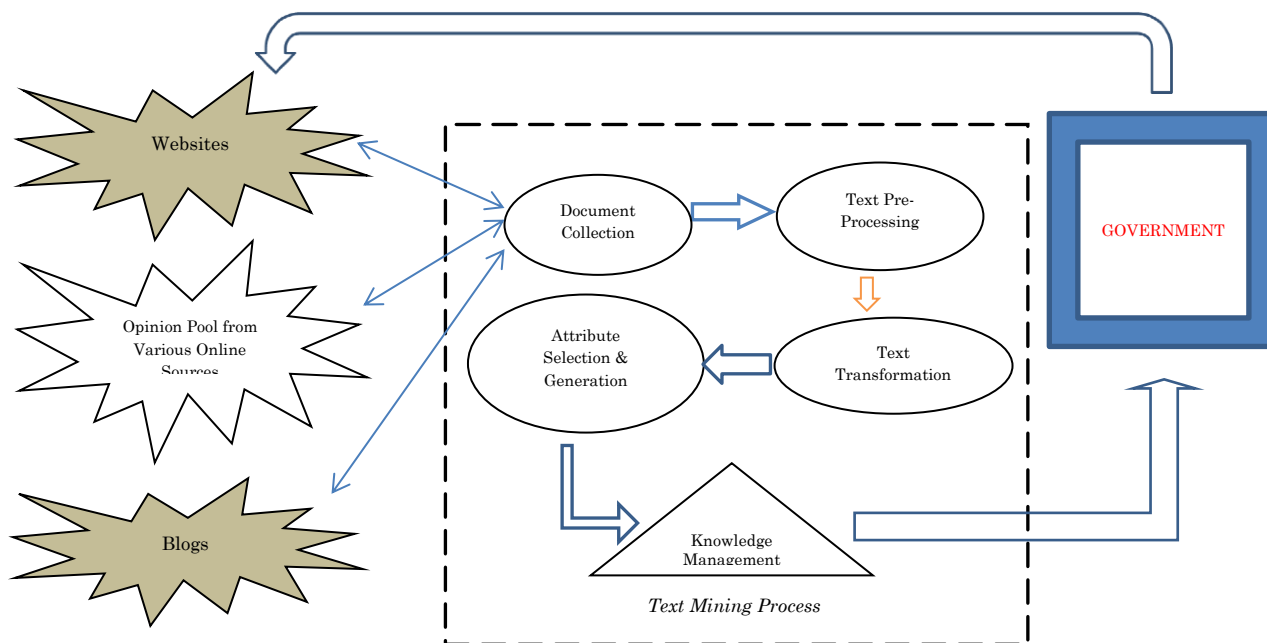 Websites
Opinion Pool from
Various Online
Sources
Blogs
Document
Collection
Text Pre-
Processing
Attribute
Selection &
Generation
Text
Transformation
Knowledge
Management
Text Mining Process
GOVERNMENT